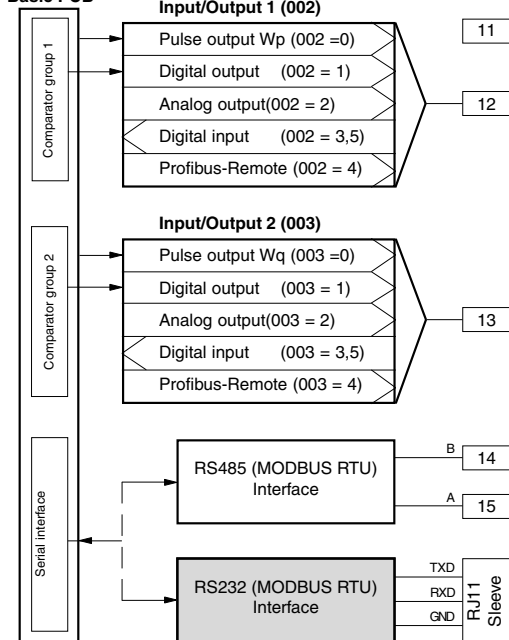 Input/Output 1 (002)
Comparator group 1
Pulse output Wp (002 =0)
Digital output (002 = 1)
Analog output(002 = 2)
Digital input (002 = 3,5)
Profibus-Remote (002 = 4)
11
12
Input/Output 2 (003)
Comparator group 2
Pulse output Wq (003 =0)
Digital output (003 = 1)
Analog output(003 = 2)
Digital input (003 = 3,5)
Profibus-Remote (003 = 4)
13
Serial interface
RS485 (MODBUS RTU)
Interface
B
14
A
15
RS232 (MODBUS RTU)
Interface
TXD
RXD
GND
RJ11
Sleeve